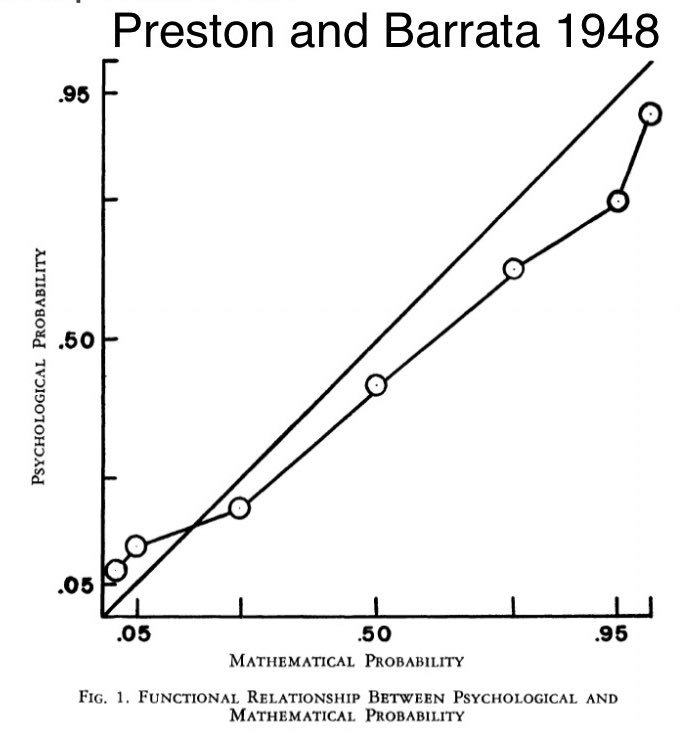 Preston and Barrata 1948
.95
.50
.05
PSYCHOLOGICAL PROBABILITY
.05 .50 .95
MATHEMATICAL PROBABILITY
FIG. 1. FUNCTIONAL RELATIONSHIP BETWEEN PSYCHOLOGICAL AND
MATHEMATICAL PROBABILITY